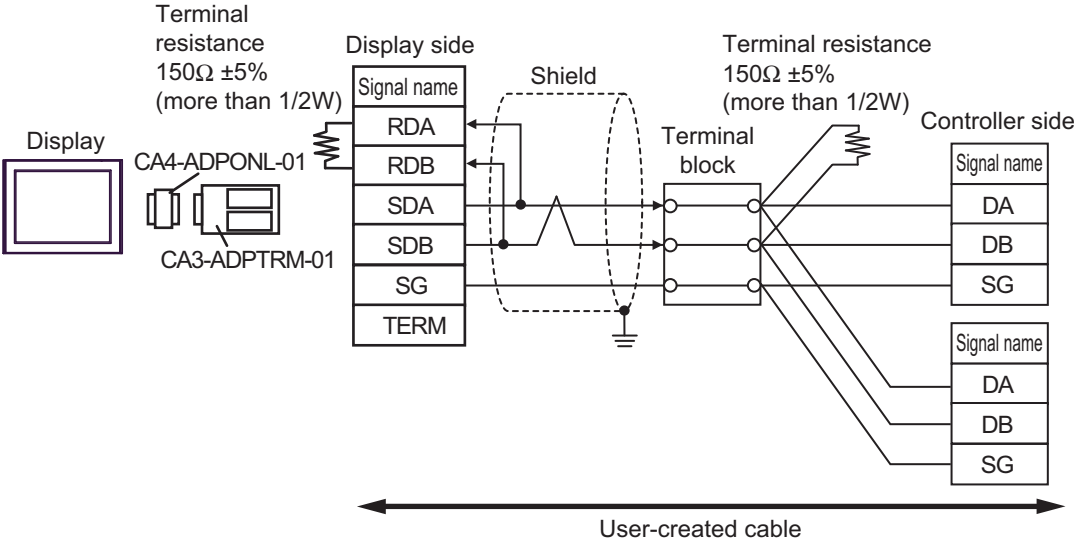 Terminal
resistance
150Ω ±5%
(more than 1/2W)
Display side
Signal name
RDA
RDB
SDA
SDB
SG
TERM
Display
CA4-ADPONL-01
CA3-ADPTRM-01
Shield
Terminal
block
Terminal resistance
150Ω ±5%
(more than 1/2W)
Controller side
Signal name
DA
DB
SG
Signal name
DA
DB
SG
User-created cable